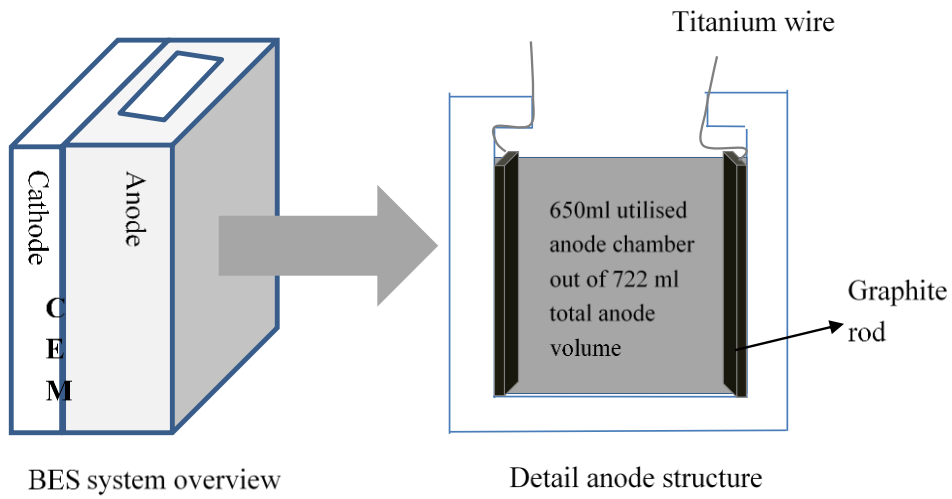 Titanium wire
Cathode
Anode
C
E
M
650ml utilised
anode chamber
out of 722 ml
total anode
volume
Graphite
rod
BES system overview
Detail anode structure